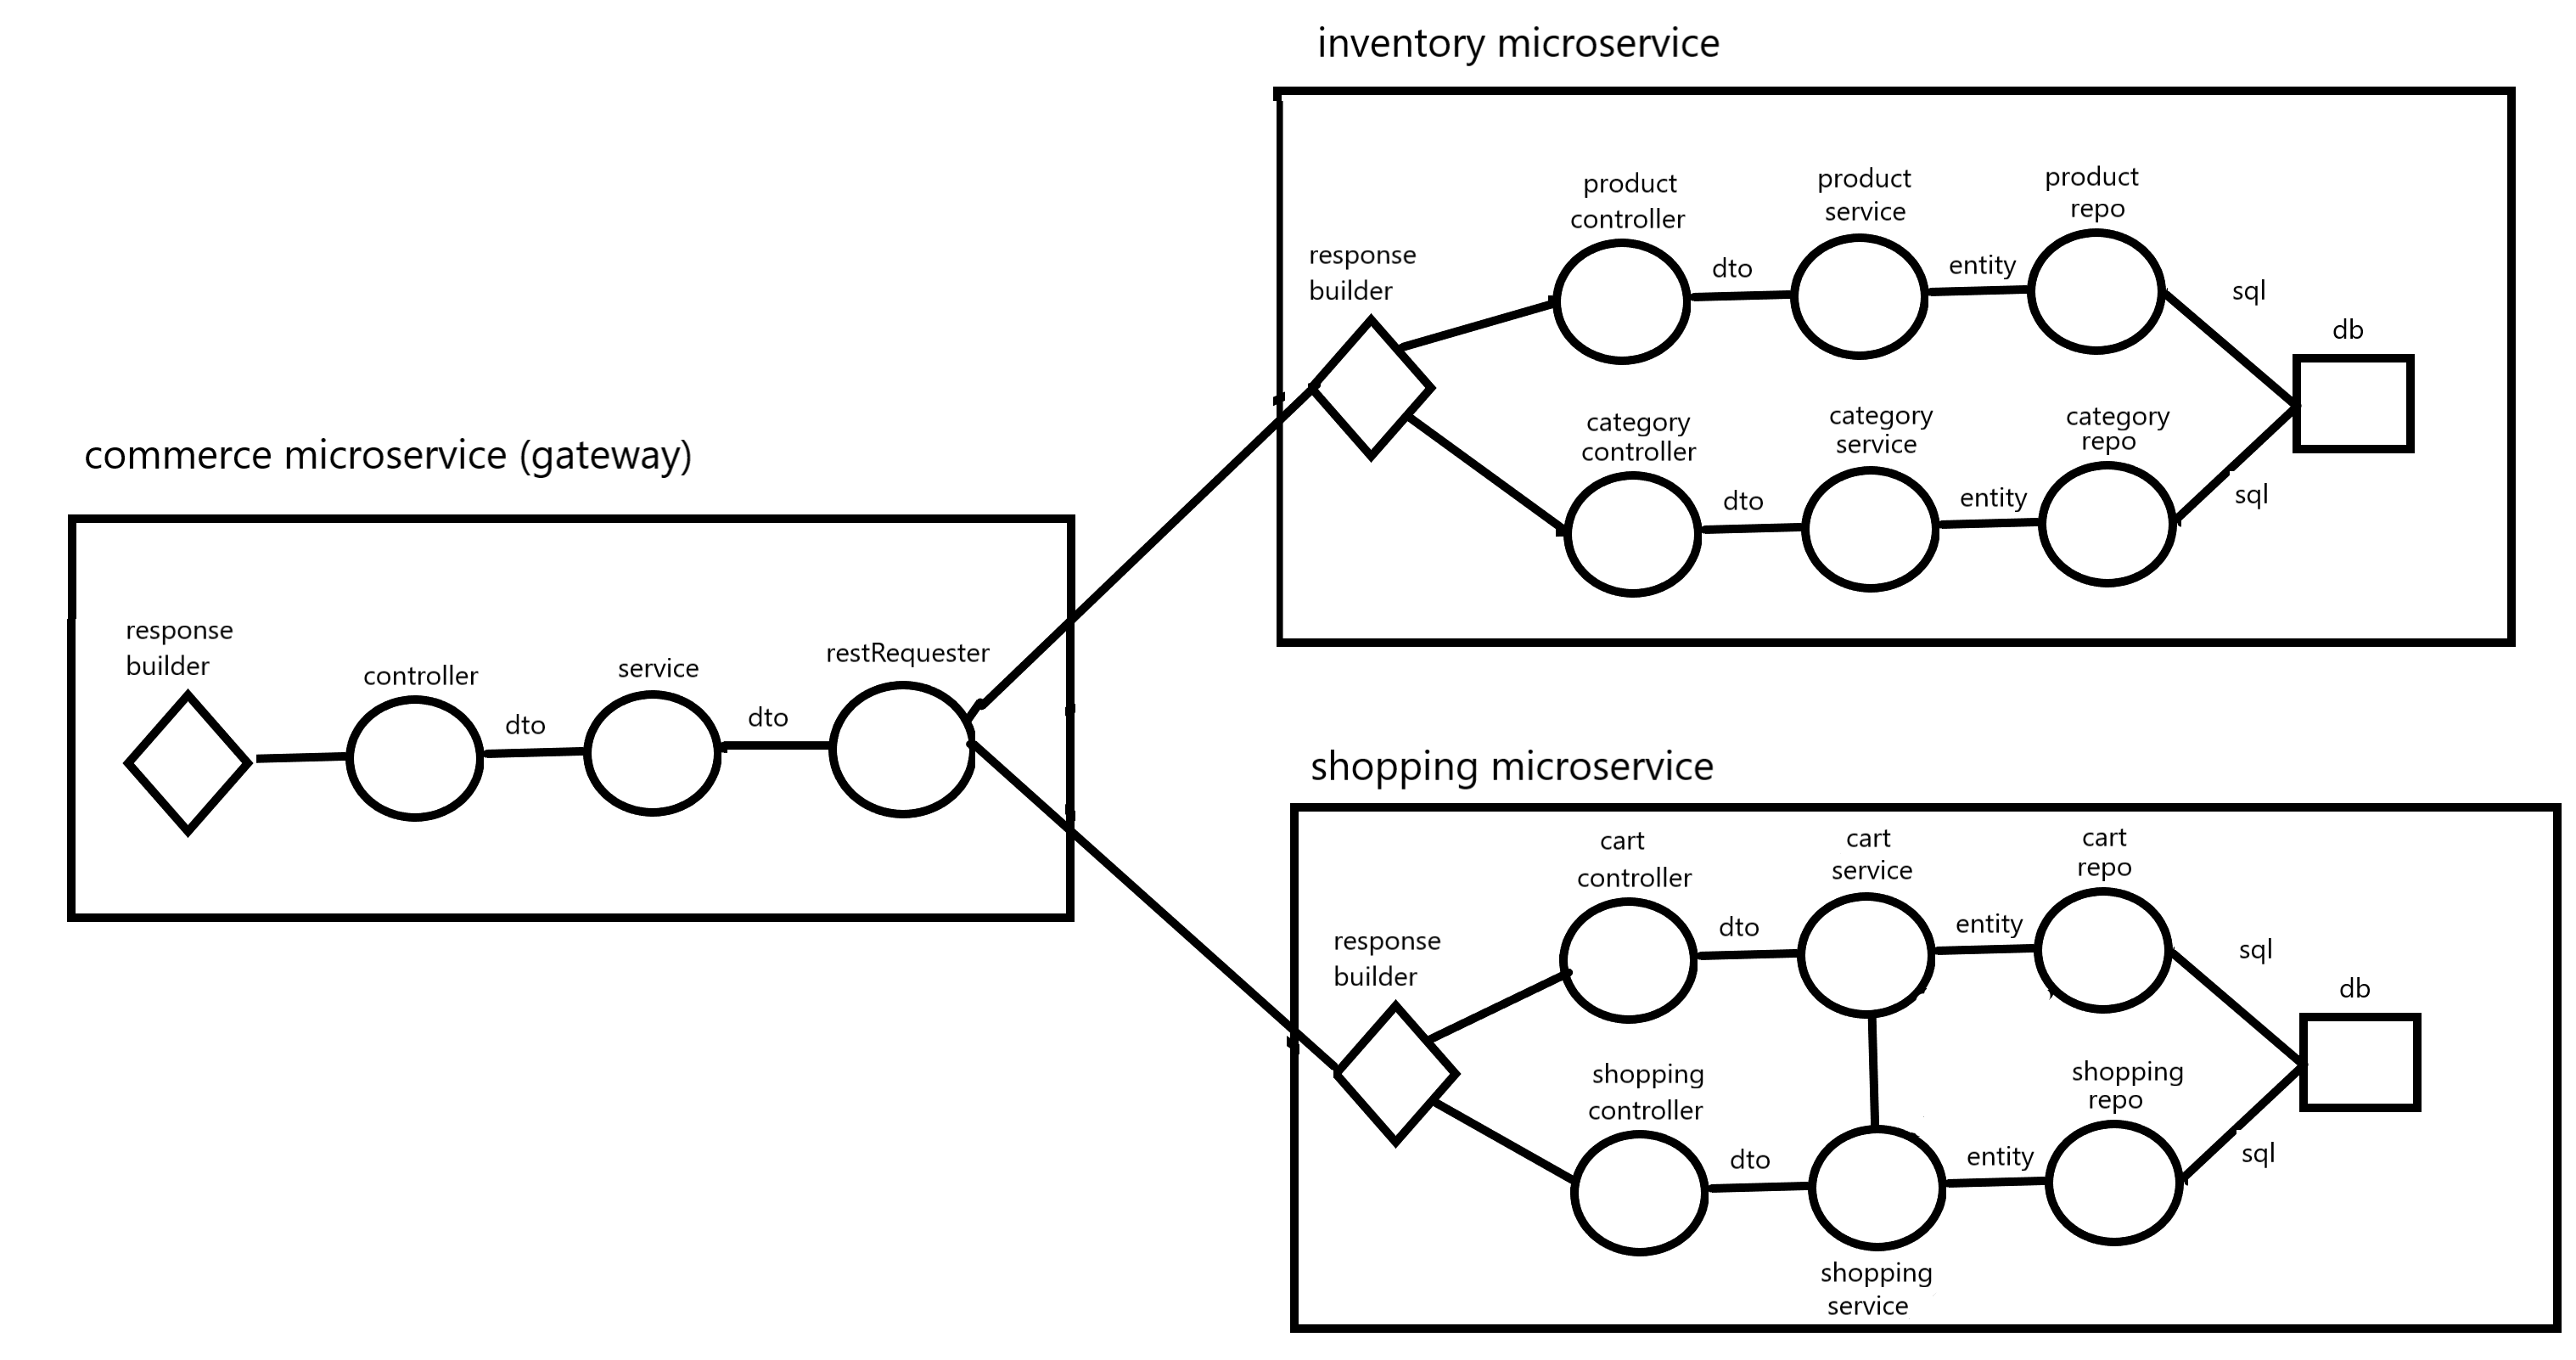 inventory microservice
product
controller
product
service
product
repo
response
builder
dto
entity
sql
db
category
controller
category
service
category
repo
dto
entity
sql
commerce microservice (gateway)
response
builder
controller
service
restRequester
dto
dto
shopping microservice
cart
controller
cart
service
cart
repo
response
builder
dto
entity
sql
db
shopping
controller
shopping
repo
dto
entity
sql
shopping
service